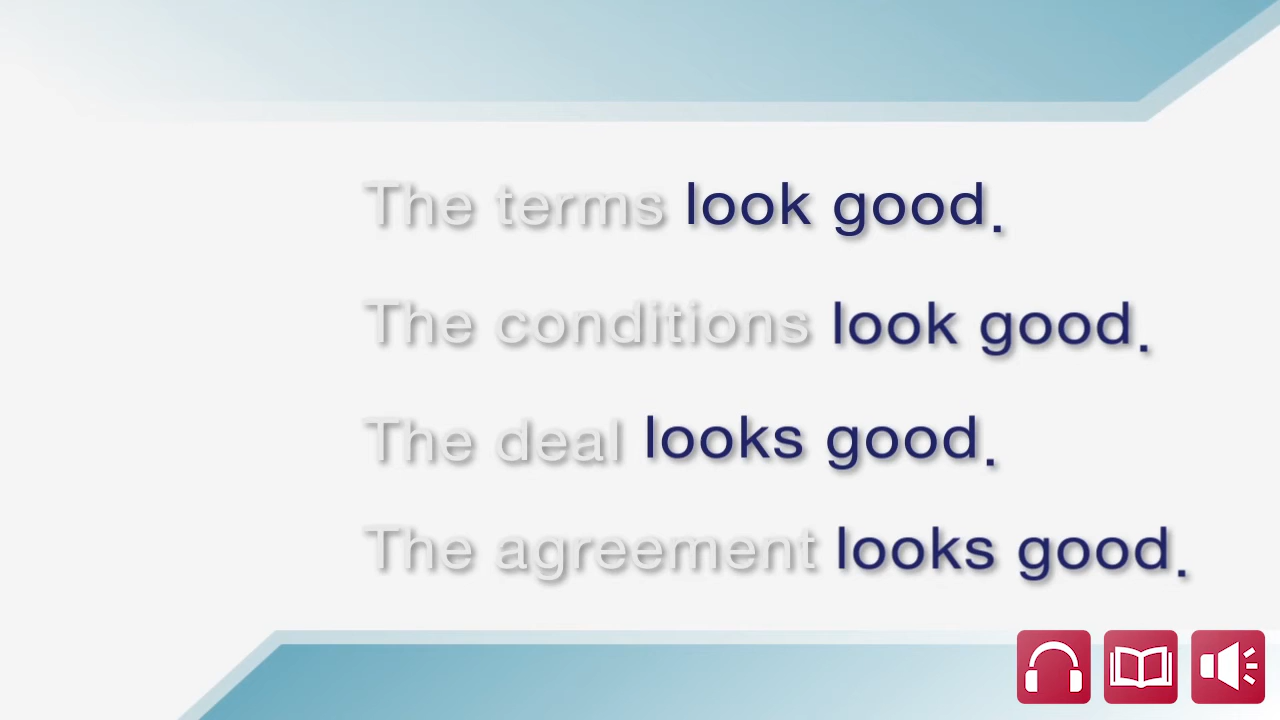 The terms look good.
The conditions look good.
The deal looks good.
The agreement looks good.